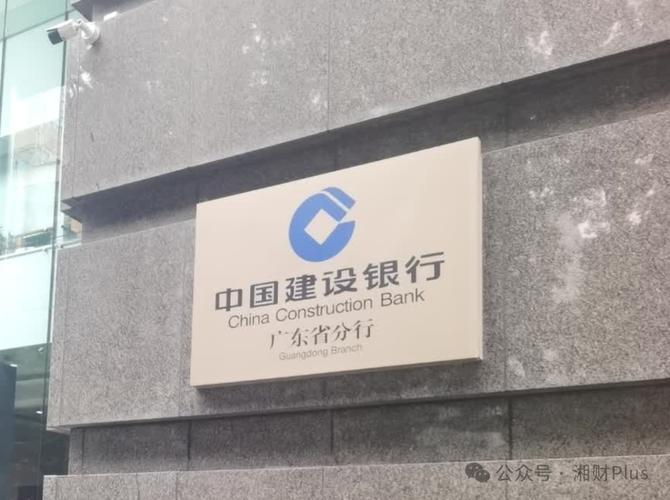 中国建设银行
China Construction Bank
广东省分行
Guangdong Branch
公众号·湘财Plus